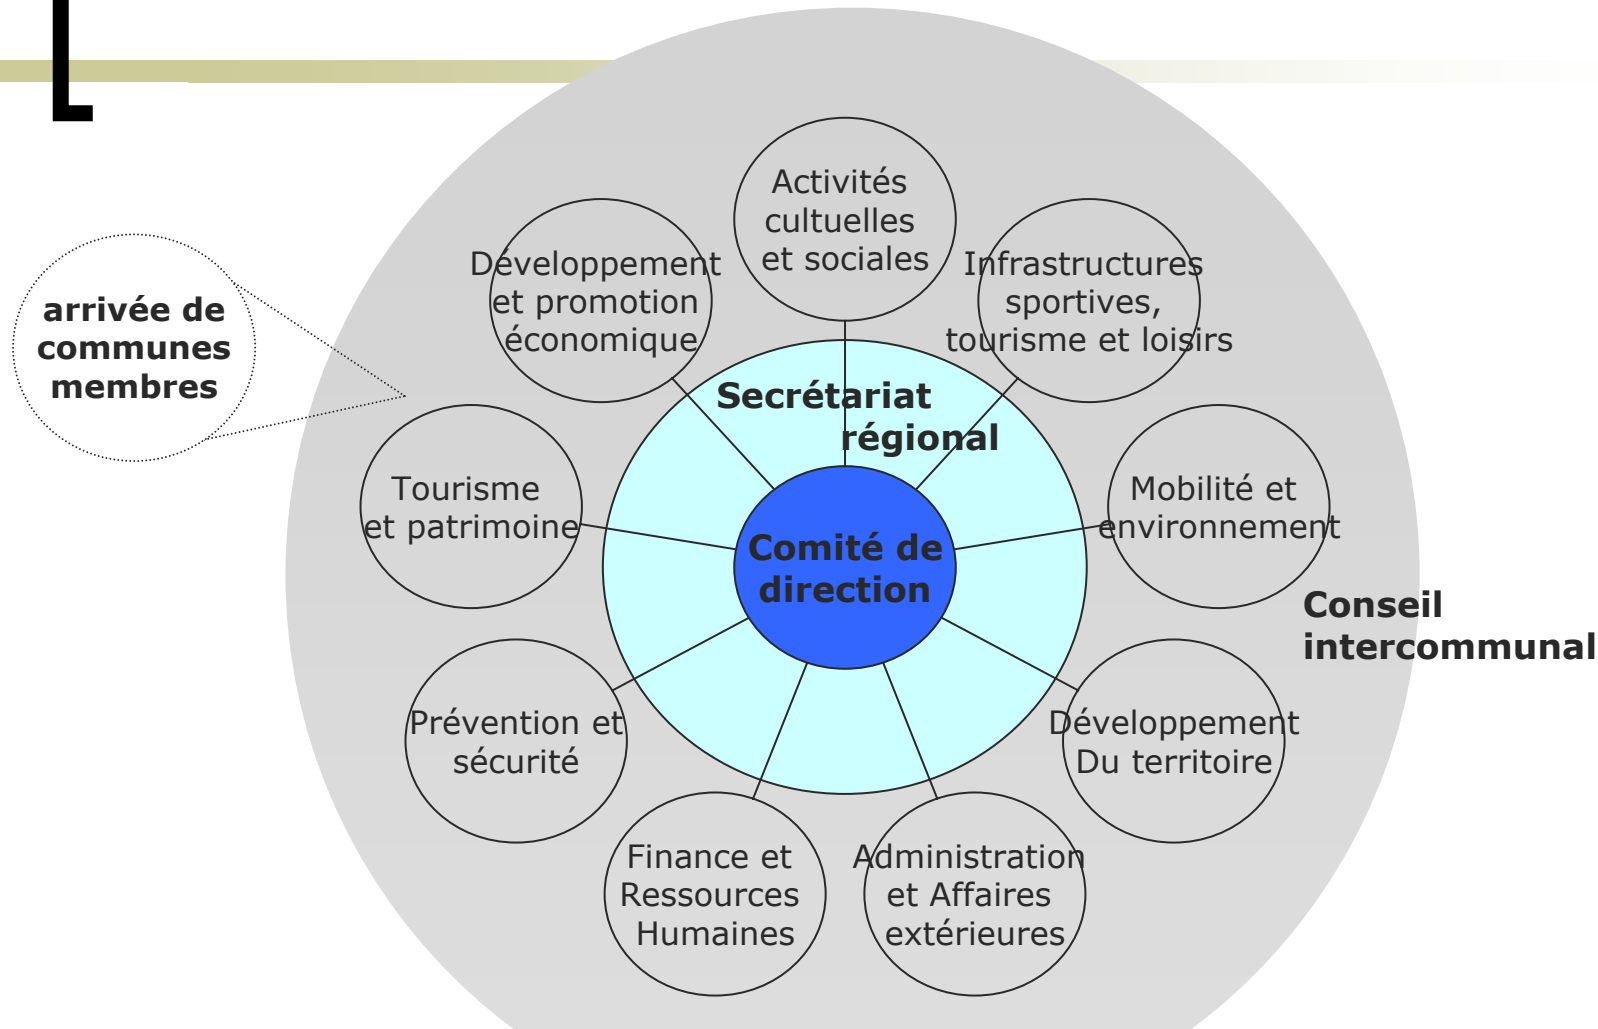 Activités
cultuelles
et sociales
Développement
et promotion
économique
Infrastructures
sportives,
tourisme et loisirs
arrivée de
communes
membres
Secrétariat
régional
Tourisme
et patrimoine
Mobilité et
environnement
Comité de
direction
Conseil
intercommunal
Prévention et
sécurité
Développement
Du territoire
Finance et
Ressources
Humaines
Administration
et Affaires
extérieures